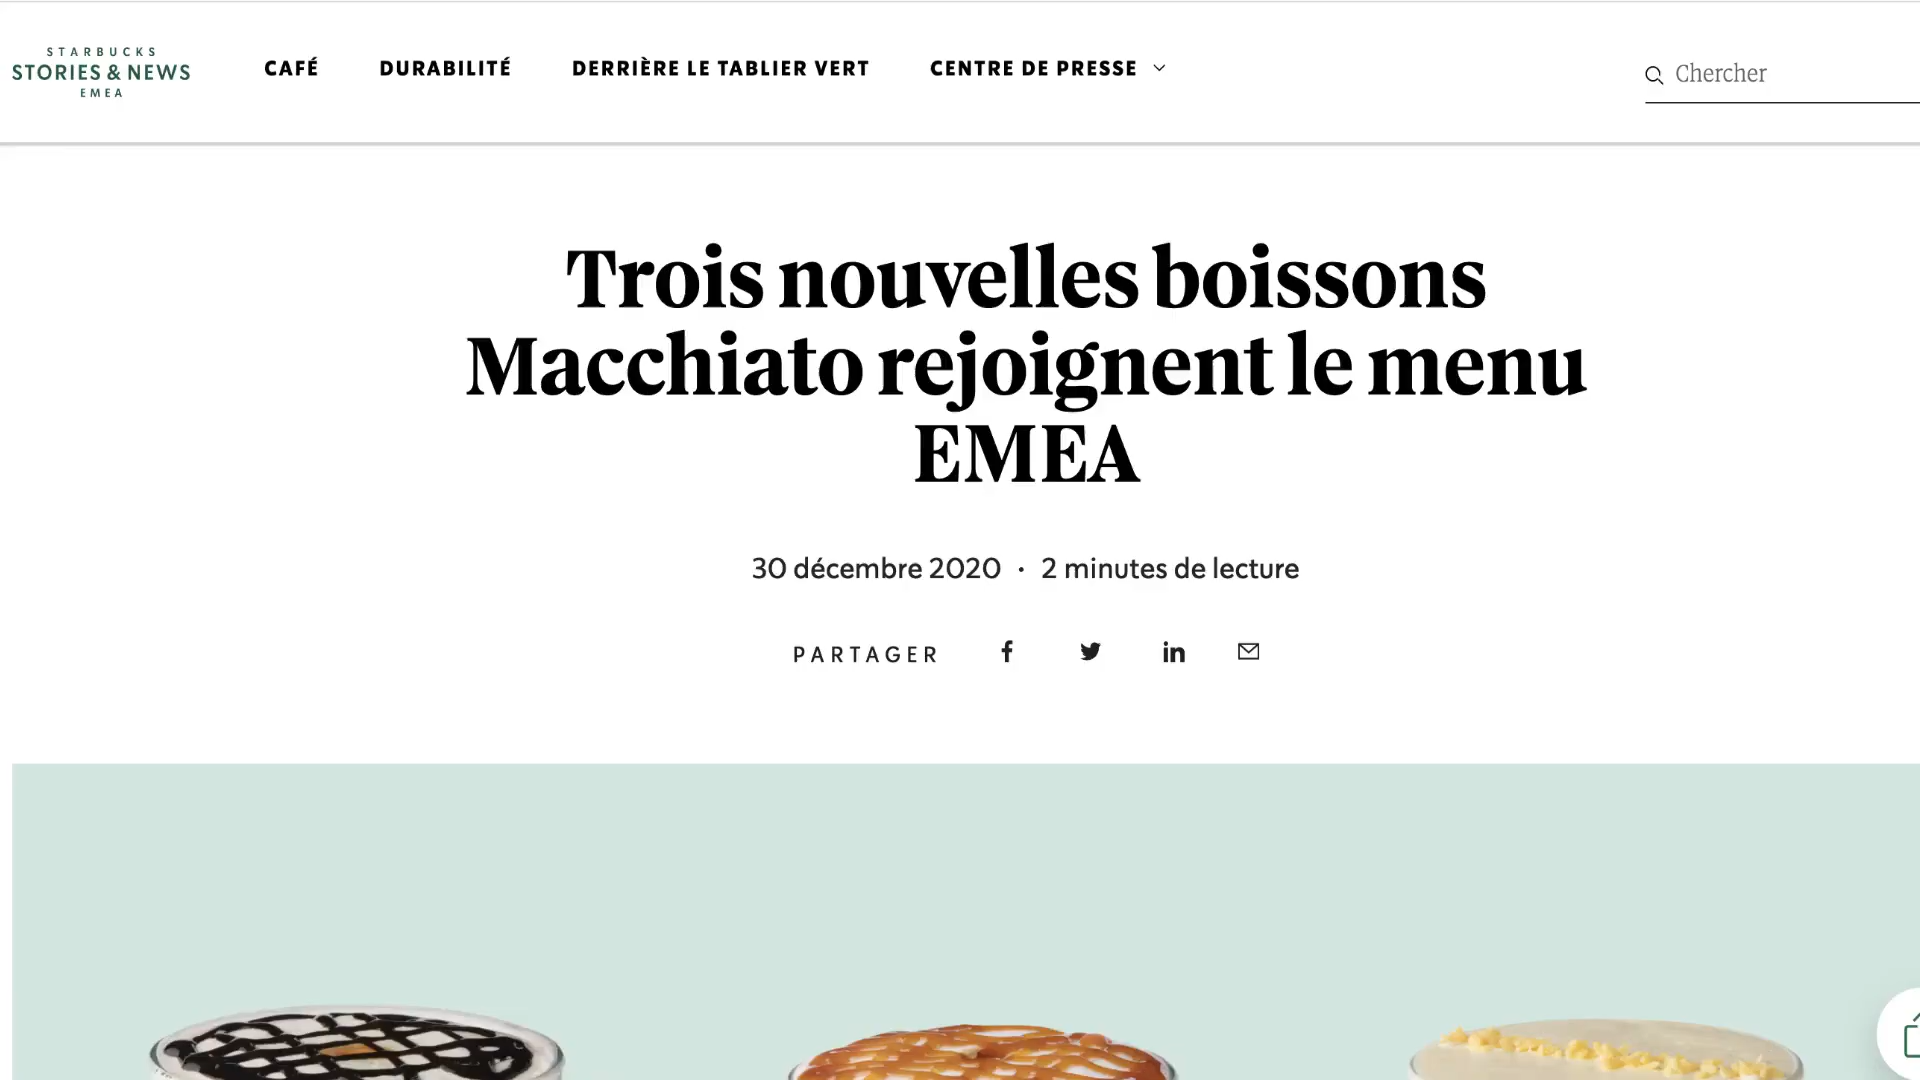 STARBUCKS
STORIES & NEWS
EMEA
CAFÉ
DURABILITÉ
DERRIÈRE LE TABLIER VERT
CENTRE DE PRESSE
Chercher
Trois nouvelles boissons
Macchiato rejoignent le menu
EMEA
30 décembre 2020 · 2 minutes de lecture
PARTAGER